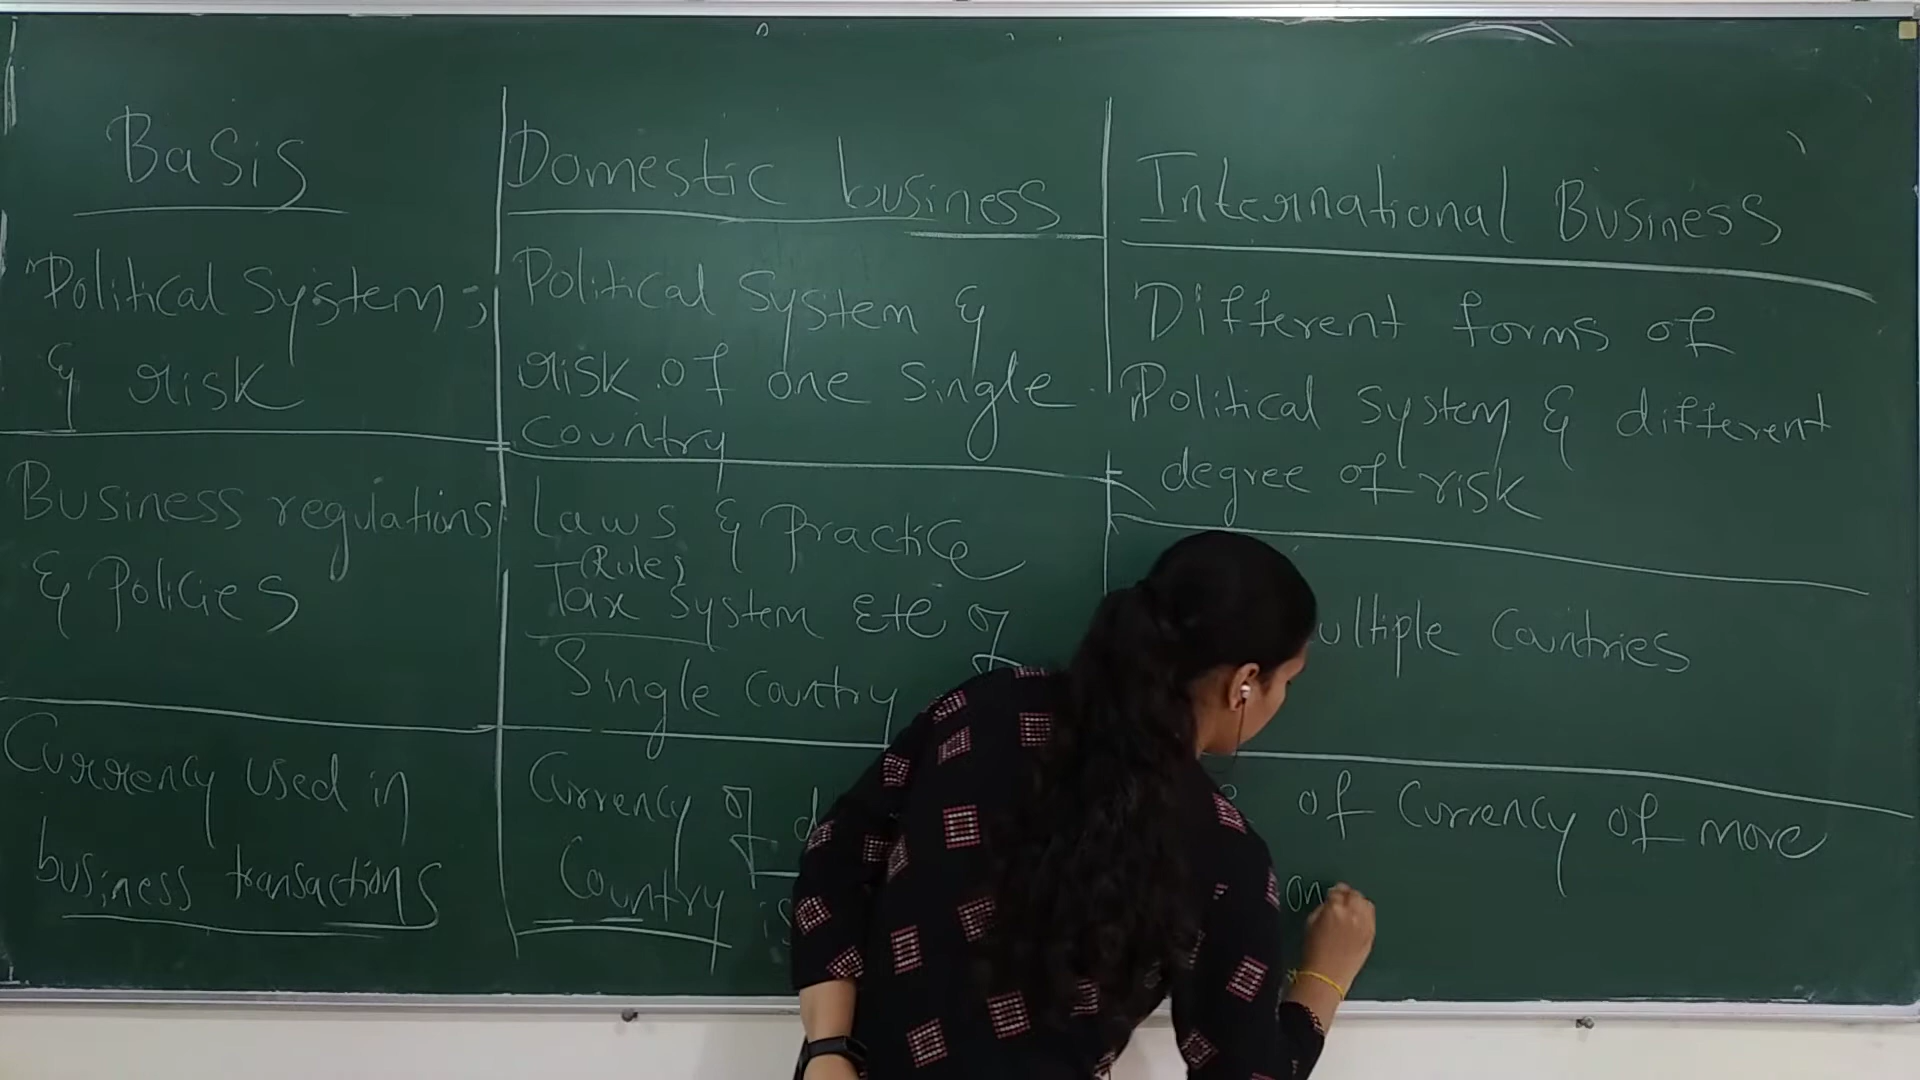 Basis
Political System,
& risk
Business regulations
& Policies
Currency used in
business transactions
Domestic business
Political System &
risk of one Single
Country
Laws & Practice
(Rules
Tax System Etc of
Single Country
Currency of
Country
International Business
Different forms of
Political System & different
degree of risk
Countries
of Currency of more